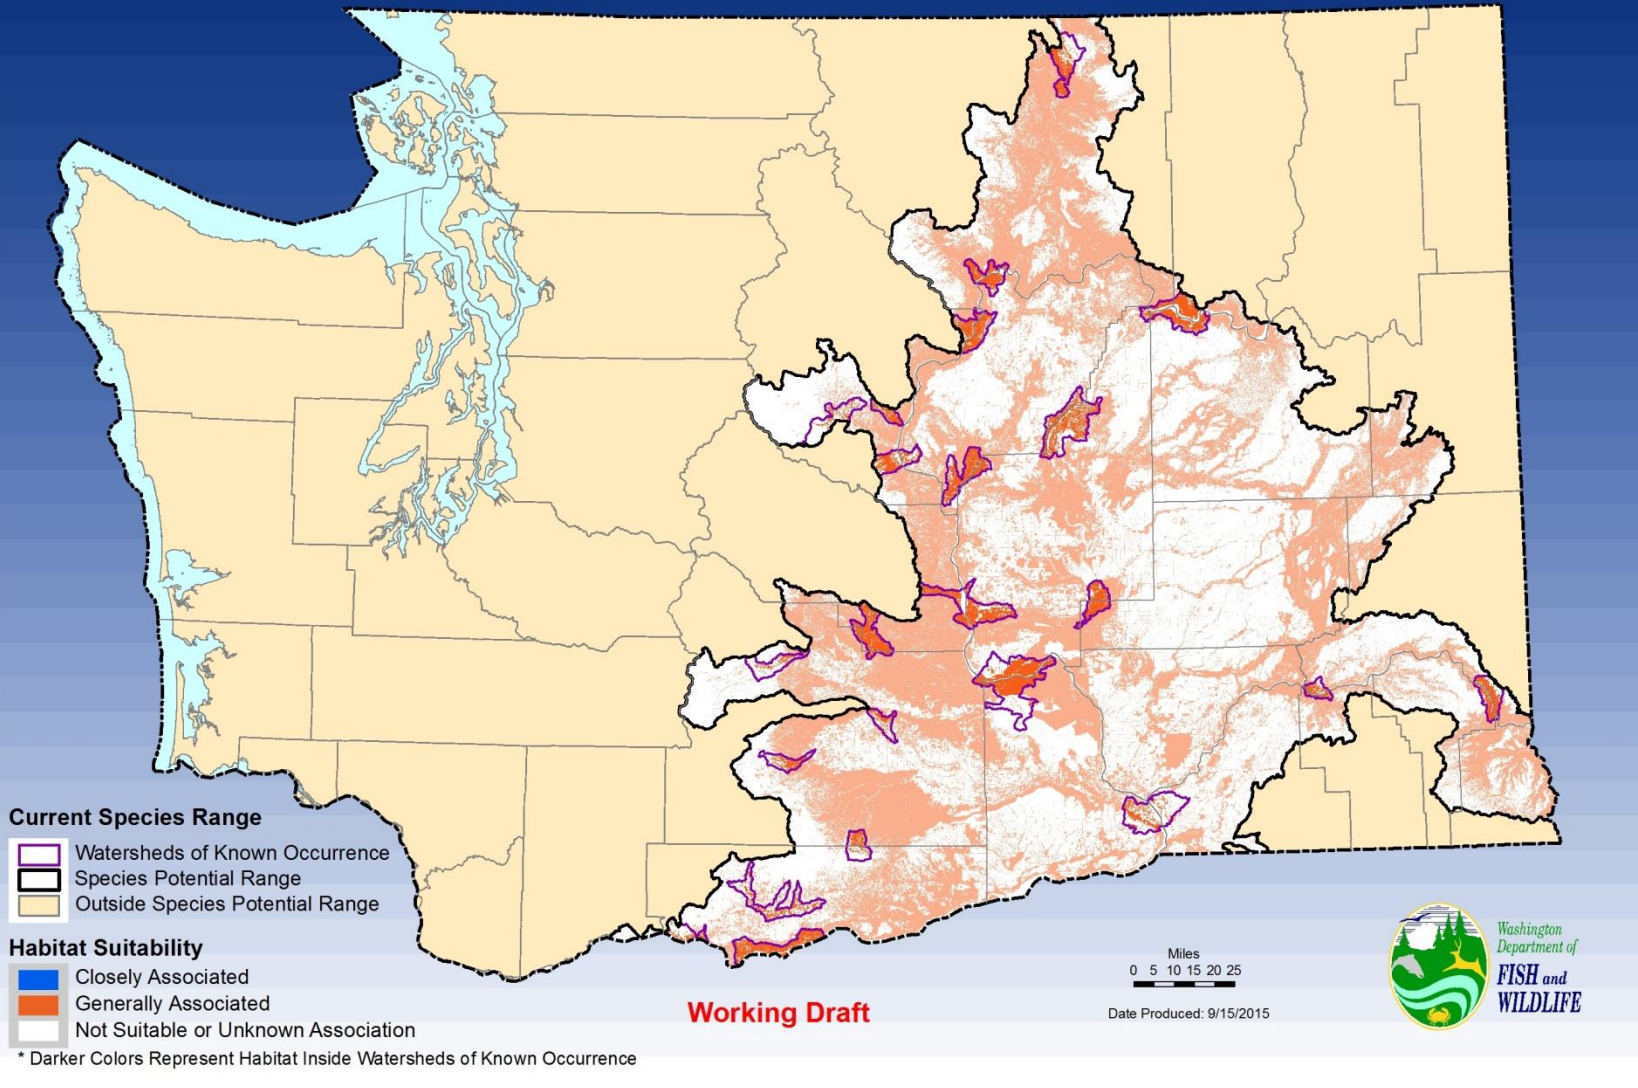 Current Species Range
Watersheds of Known Occurrence
Species Potential Range
Outside Species Potential Range
Habitat Suitability
Closely Associated
Generally Associated
Not Suitable or Unknown Association
* Darker Colors Represent Habitat Inside Watersheds of Known Occurrence
Working Draft
Miles
0 5 10 15 20 25
Date Produced: 9/15/2015
Washington
Department of
FISH and
WILDLIFE